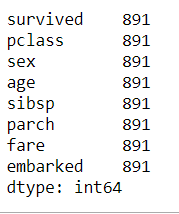 survived 891
pclass 891
sex 891
age 891
sibsp 891
parch 891
fare 891
embarked 891
dtype: int64